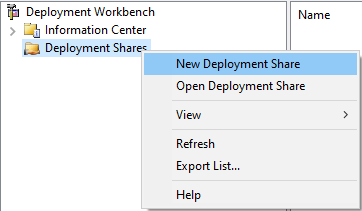 Deployment Workbench
Name
Information Center
Deployment Shares
New Deployment Share
Open Deployment Share
View
Refresh
Export List...
Help